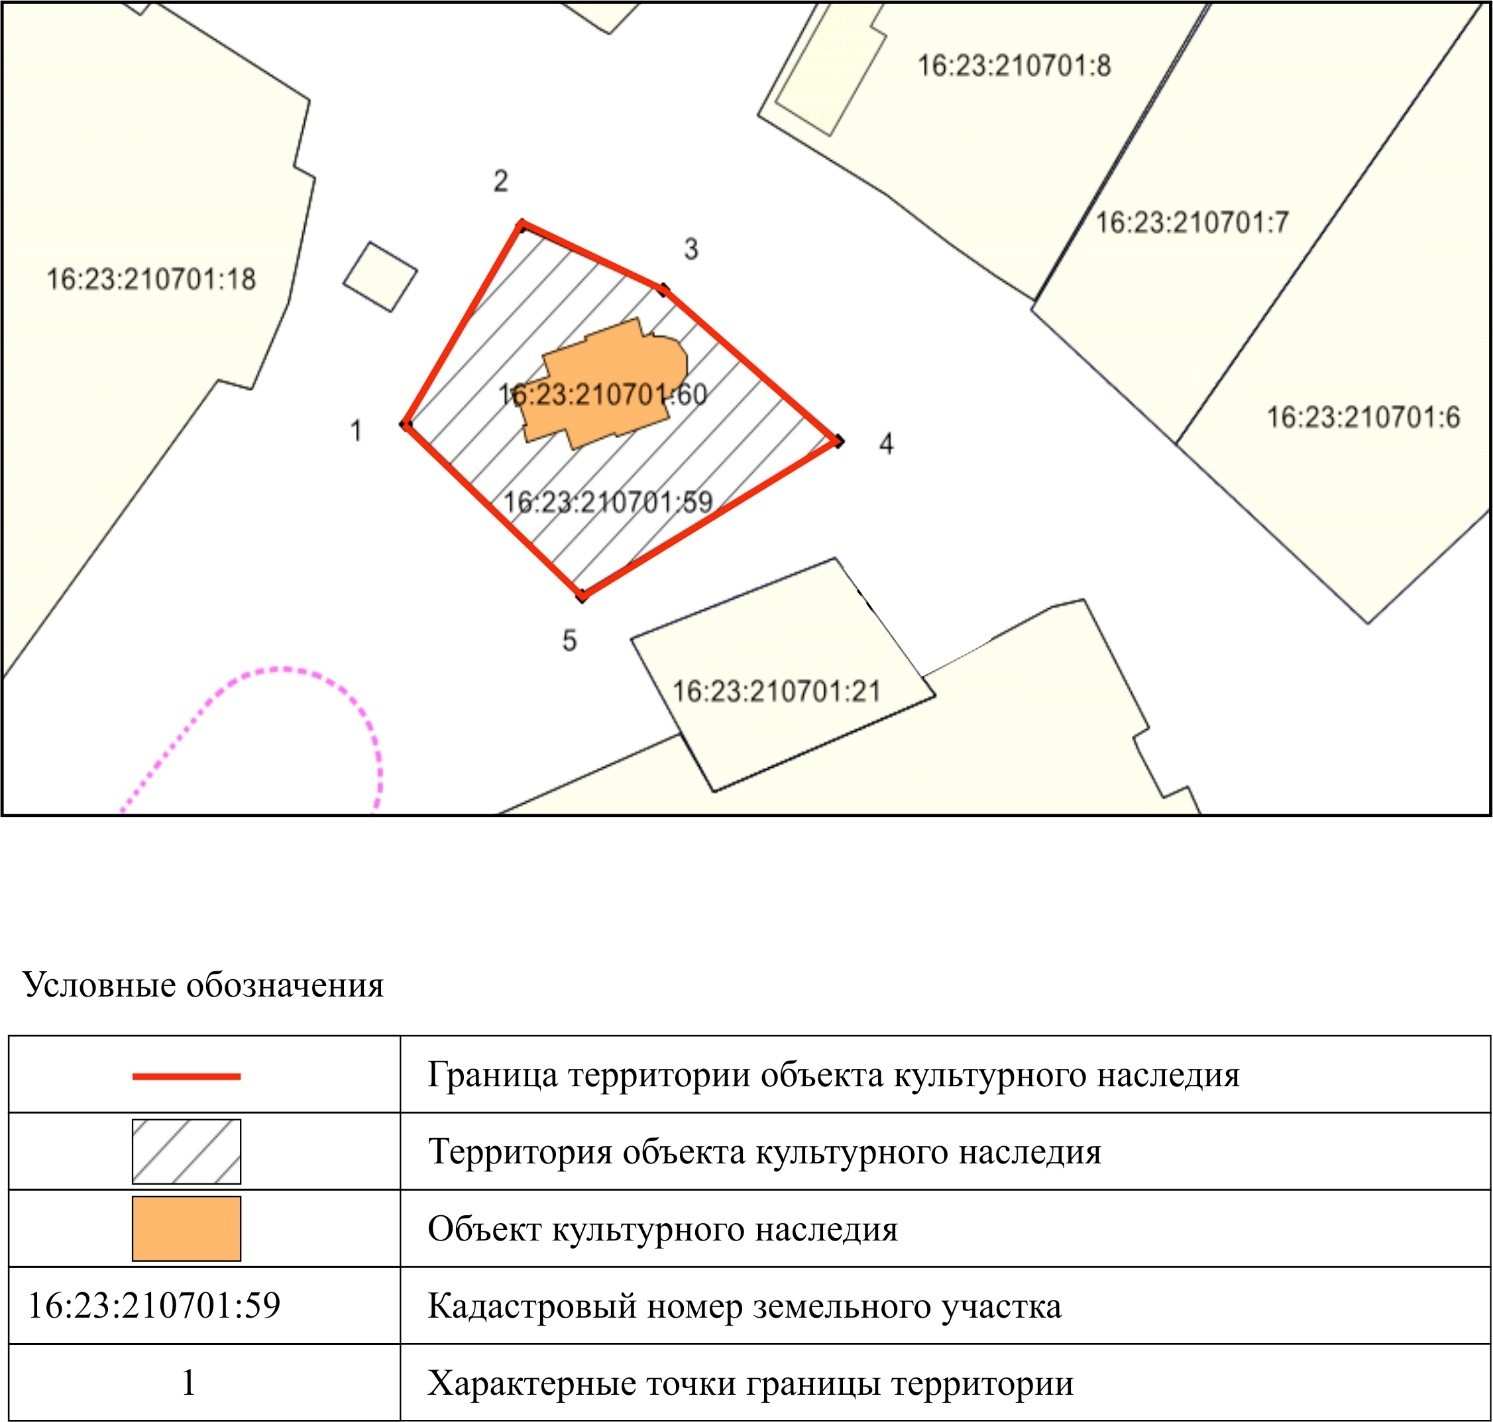 16:23:210701:8
2
16:23:210701:7
3
16:23:210701:18
16:23:210701:60
16:23:210701:6
1
4
16:23:210701:59
5
16:23:210701:21
Условные обозначения
Граница территории объекта культурного наследия
Территория объекта культурного наследия
Объект культурного наследия
16:23:210701:59 Кадастровый номер земельного участка
1 Характерные точки границы территории